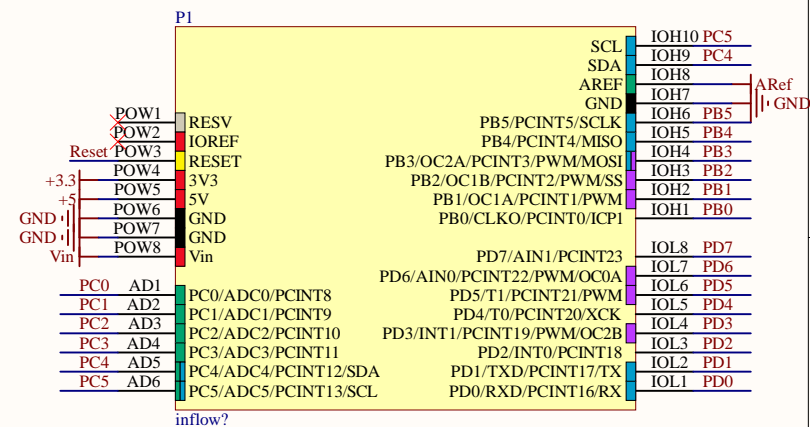 P1
SCL IOH10 PC5
SDA IOH9 PC4
AREF IOH8 ARef
GND IOH7 GND
POW1 RESV PB5/PCINT5/SCLK IOH6 PB5
POW2 IOREF PB4/PCINT4/MISO IOH5 PB4
Reset POW3 RESET PB3/OC2A/PCINT3/PWM/MOSI IOH4 PB3
+3.3 POW4 3V3 PB2/OC1B/PCINT2/PWM/SS IOH3 PB2
+5 POW5 5V PB1/OC1A/PCINT1/PWM IOH2 PB1
GND POW6 GND PB0/CLKO/PCINT0/ICP1 IOH1 PB0
GND POW7 GND
Vin POW8 Vin PD7/AIN1/PCINT23 IOL8 PD7
PD6/AIN0/PCINT22/PWM/OC0A IOL7 PD6
PC0 AD1 PC0/ADC0/PCINT8 PD5/T1/PCINT21/PWM IOL6 PD5
PC1 AD2 PC1/ADC1/PCINT9 PD4/T0/PCINT20/XCK IOL5 PD4
PC2 AD3 PC2/ADC2/PCINT10 PD3/INT1/PCINT19/PWM/OC2B IOL4 PD3
PC3 AD4 PC3/ADC3/PCINT11 PD2/INT0/PCINT18 IOL3 PD2
PC4 AD5 PC4/ADC4/PCINT12/SDA PD1/TXD/PCINT17/TX IOL2 PD1
PC5 AD6 PC5/ADC5/PCINT13/SCL PD0/RXD/PCINT16/RX IOL1 PD0
inflow?